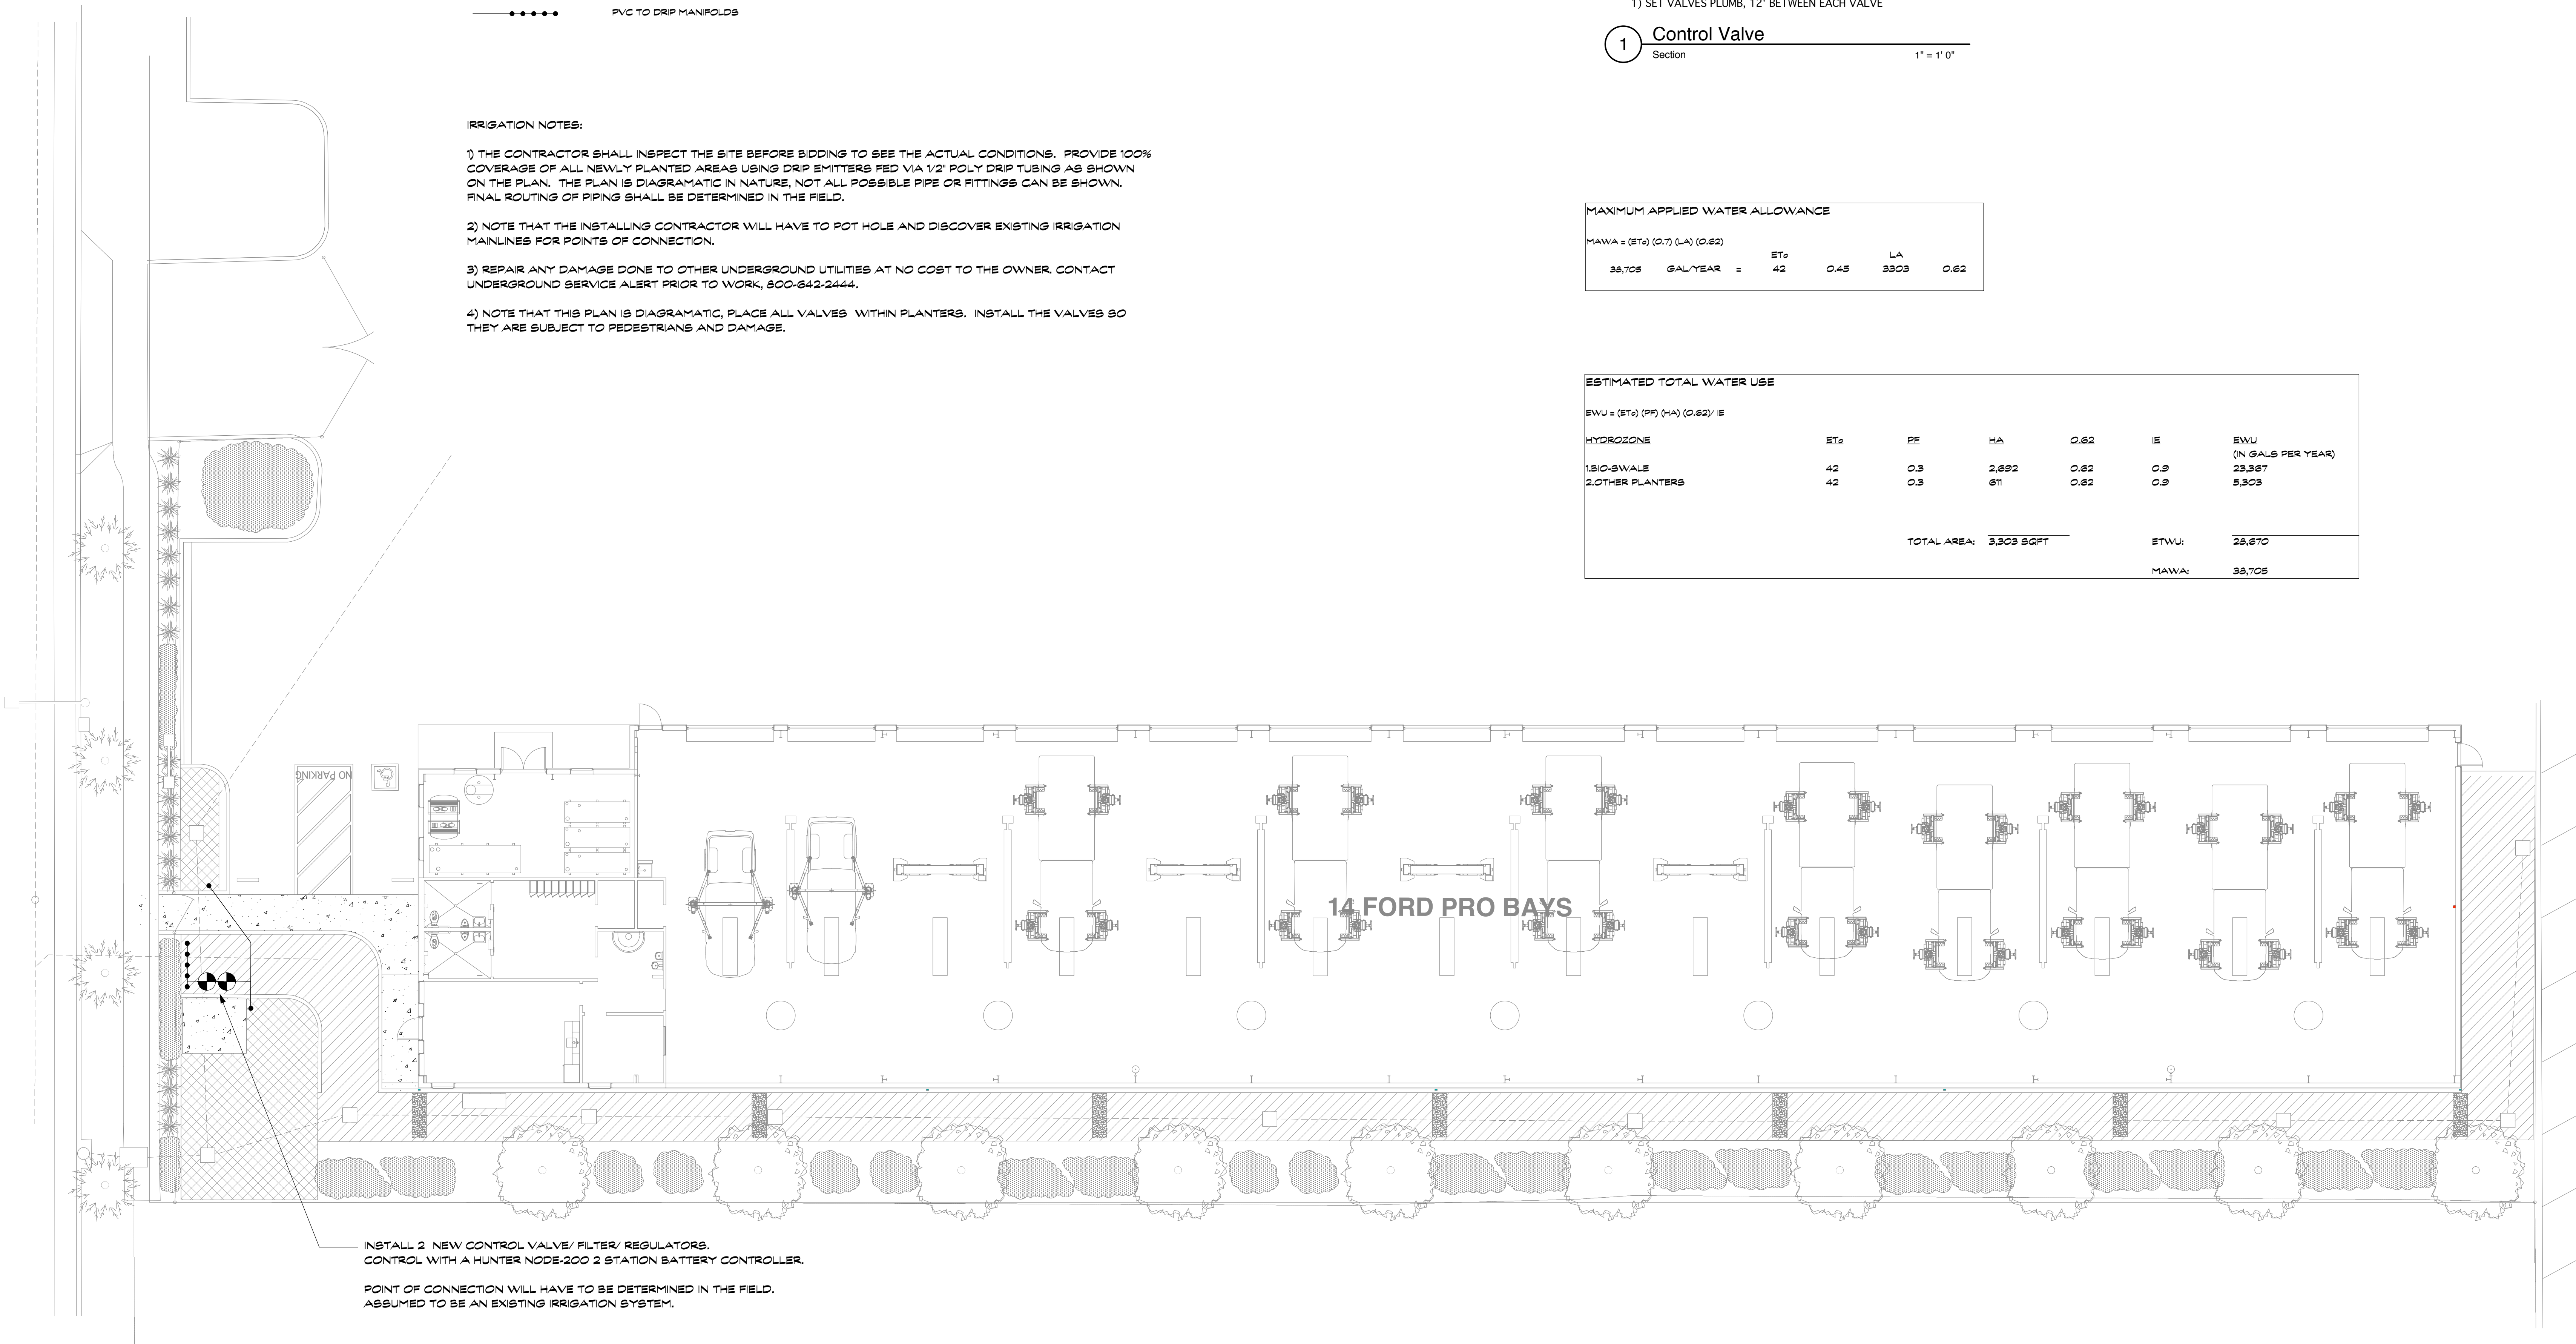 PVC TO DRIP MANIFOLDS
1) SET VALVES PLUMB, 12" BETWEEN EACH VALVE
1
Control Valve
Section 1" = 1' 0"
IRRIGATION NOTES:
1) THE CONTRACTOR SHALL INSPECT THE SITE BEFORE BIDDING TO SEE THE ACTUAL CONDITIONS. PROVIDE 100%
COVERAGE OF ALL NEWLY PLANTED AREAS USING DRIP EMITTERS FED VIA 1/2" POLY DRIP TUBING AS SHOWN
ON THE PLAN. THE PLAN IS DIAGRAMATIC IN NATURE, NOT ALL POSSIBLE PIPE OR FITTINGS CAN BE SHOWN.
FINAL ROUTING OF PIPING SHALL BE DETERMINED IN THE FIELD.
2) NOTE THAT THE INSTALLING CONTRACTOR WILL HAVE TO POT HOLE AND DISCOVER EXISTING IRRIGATION
MAINLINES FOR POINTS OF CONNECTION.
3) REPAIR ANY DAMAGE DONE TO OTHER UNDERGROUND UTILITIES AT NO COST TO THE OWNER. CONTACT
UNDERGROUND SERVICE ALERT PRIOR TO WORK, 800-642-2444.
4) NOTE THAT THIS PLAN IS DIAGRAMATIC, PLACE ALL VALVES WITHIN PLANTERS. INSTALL THE VALVES SO
THEY ARE SUBJECT TO PEDESTRIANS AND DAMAGE.
MAXIMUM APPLIED WATER ALLOWANCE
MAWA = (ETo) (0.7) (LA) (0.62)
ETo LA
38,705 GAL/YEAR = 42 0.45 3303 0.62
ESTIMATED TOTAL WATER USE
EWU = (ETo) (PF) (HA) (0.62)/ IE
HYDROZONE ETo PF HA 0.62 IE EWU
(IN GALS PER YEAR)
1.BIO-SWALE 42 0.3 2,692 0.62 0.9 23,367
2.OTHER PLANTERS 42 0.3 611 0.62 0.9 5,303
TOTAL AREA: 3,303 SQFT ETWU: 28,670
MAWA: 38,705
NO PARKING
14 FORD PRO BAYS
INSTALL 2 NEW CONTROL VALVE/ FILTER/ REGULATORS.
CONTROL WITH A HUNTER NODE-200 2 STATION BATTERY CONTROLLER.
POINT OF CONNECTION WILL HAVE TO BE DETERMINED IN THE FIELD.
ASSUMED TO BE AN EXISTING IRRIGATION SYSTEM.